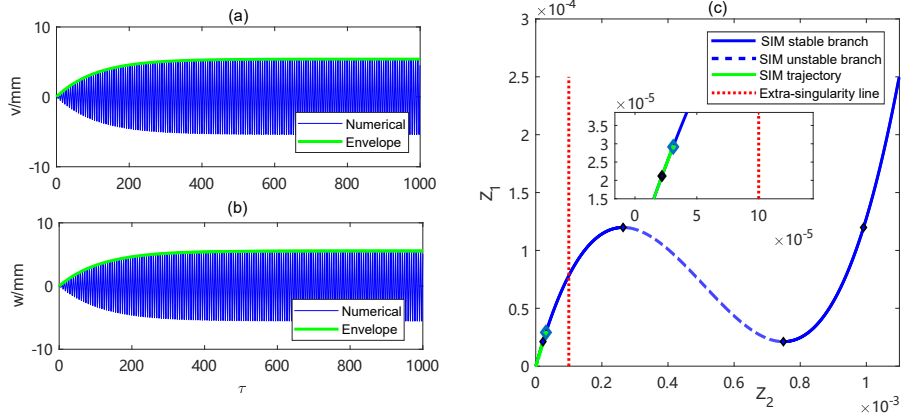 (a)
10
0
-10
v/mm
Numerical
Envelope
0 200 400 600 800 1000
(b)
10
0
-10
w/mm
Numerical
Envelope
0 200 400 600 800 1000
τ
×10⁻⁴
(c)
3
2.5
2
1.5
1
0.5
0
Z₁
SIM stable branch
SIM unstable branch
SIM trajectory
Extra-singularity line
×10⁻⁵
3.5
3
2.5
2
1.5
0 5 10
×10⁻⁵
0 0.2 0.4 0.6 0.8 1
Z₂
×10⁻³